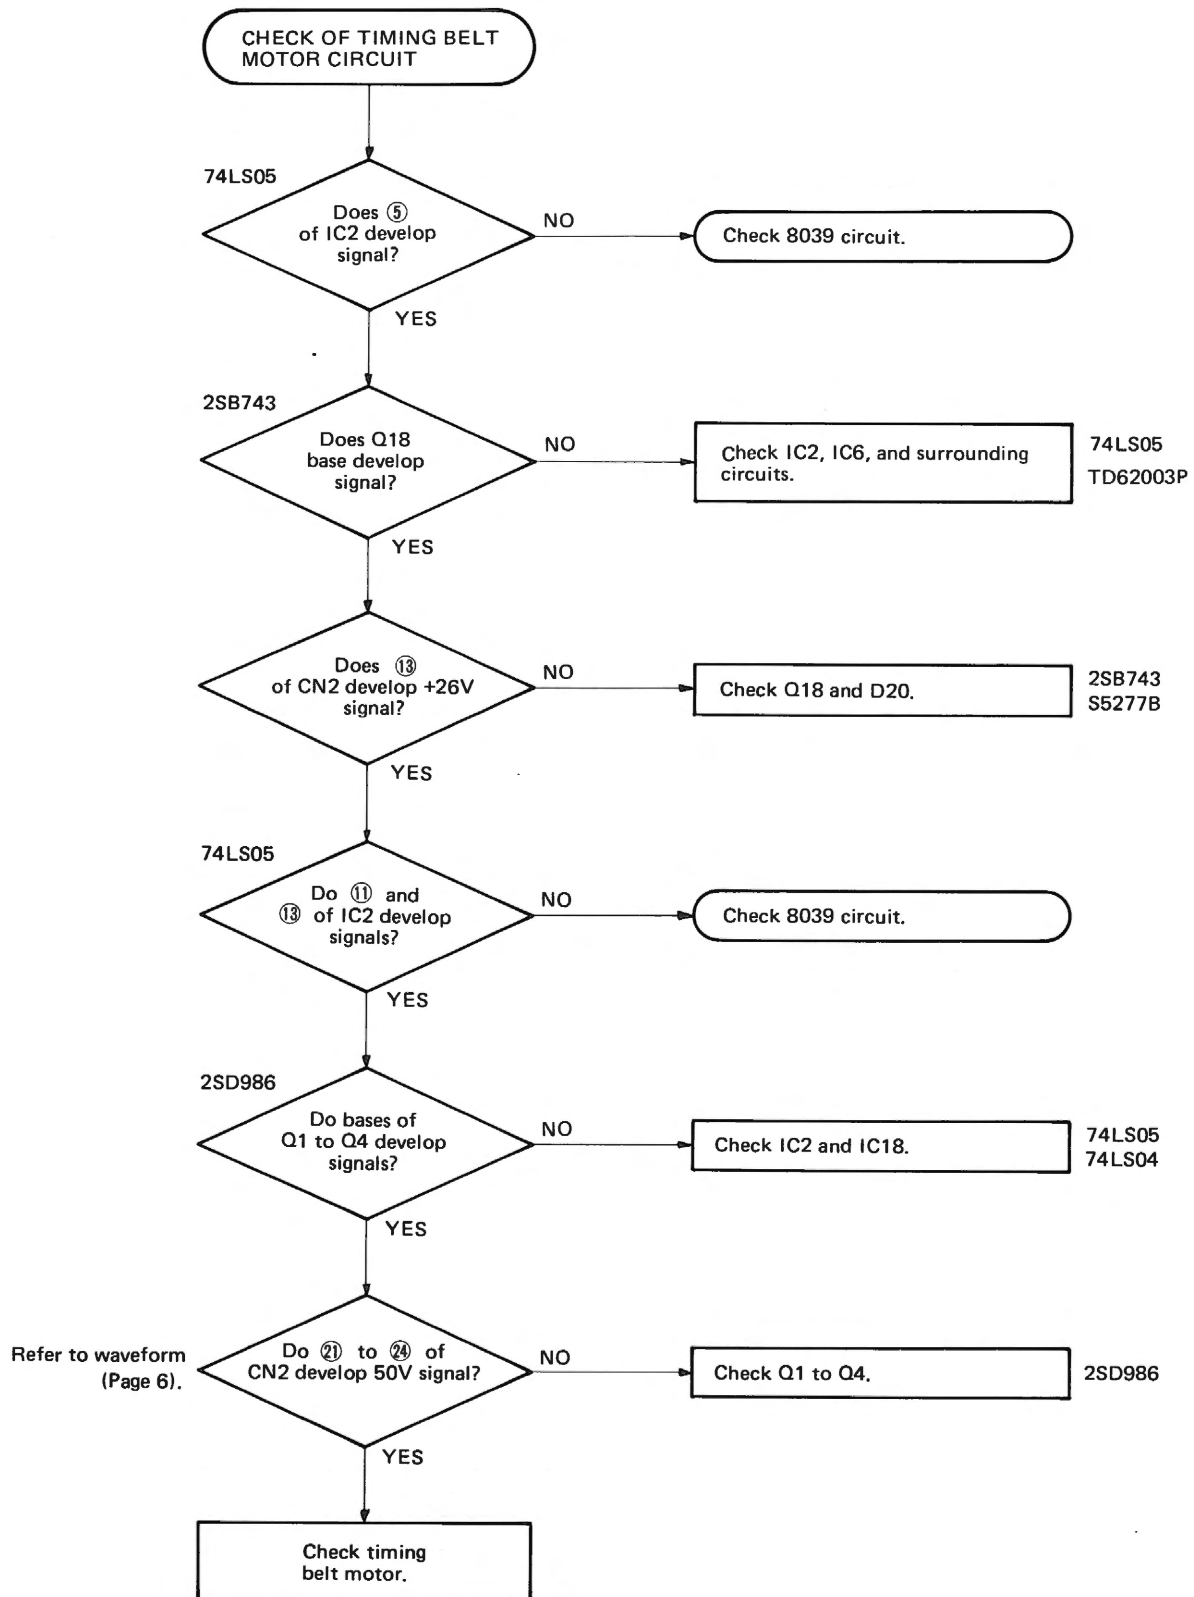 CHECK OF TIMING BELT
MOTOR CIRCUIT
74LS05
Does ⑤
of IC2 develop
signal?
NO
Check 8039 circuit.
YES
2SB743
Does Q18
base develop
signal?
NO
Check IC2, IC6, and surrounding
circuits.
74LS05
TD62003P
YES
Does ⑬
of CN2 develop +26V
signal?
NO
Check Q18 and D20.
2SB743
S5277B
YES
74LS05
Do ⑪ and
⑬ of IC2 develop
signals?
NO
Check 8039 circuit.
YES
2SD986
Do bases of
Q1 to Q4 develop
signals?
NO
Check IC2 and IC18.
74LS05
74LS04
YES
Refer to waveform
(Page 6).
Do ㉑ to ㉔ of
CN2 develop 50V signal?
NO
Check Q1 to Q4.
2SD986
YES
Check timing
belt motor.